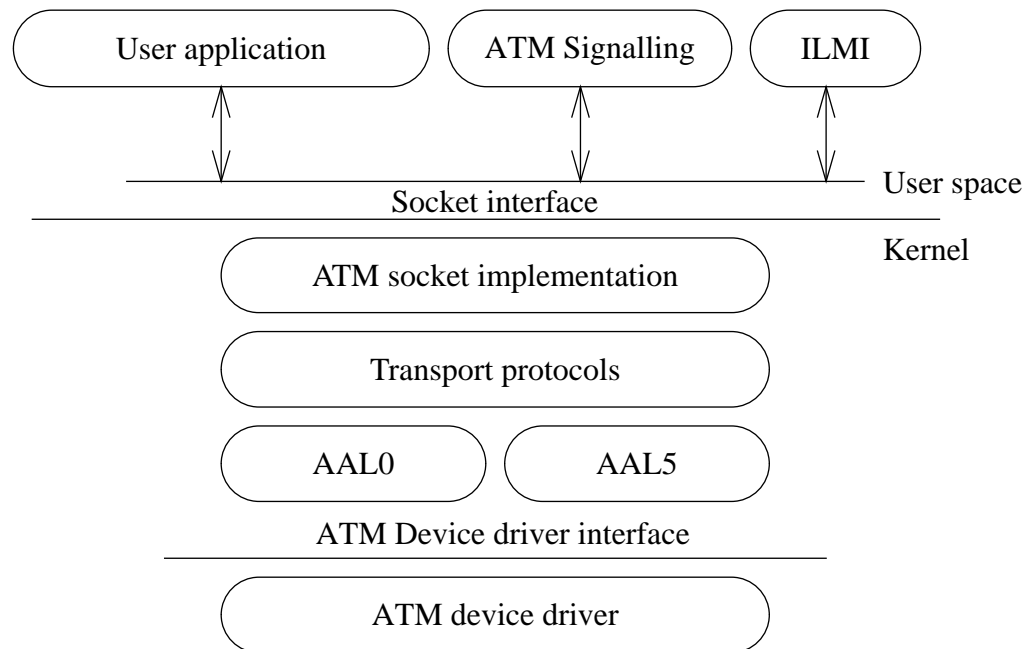 User application
ATM Signalling
ILMI
User space
Socket interface
Kernel
ATM socket implementation
Transport protocols
AAL0
AAL5
ATM Device driver interface
ATM device driver